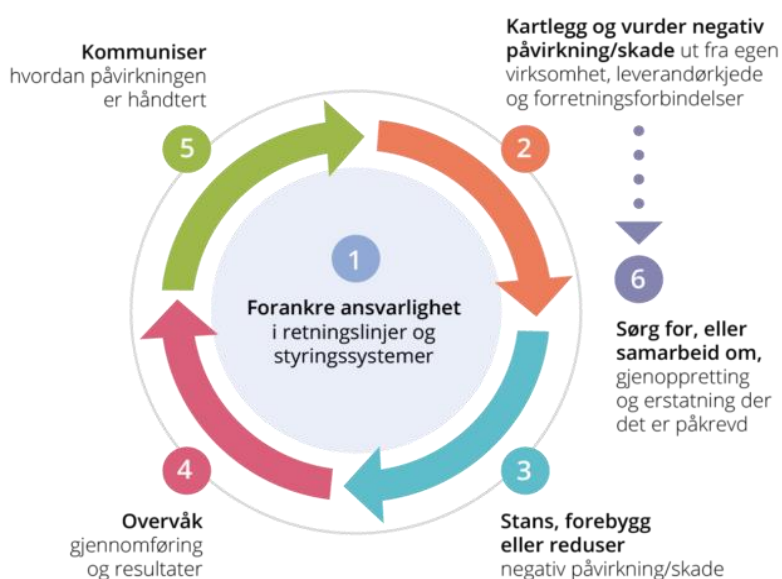 1
Forankre ansvarlighet
i retningslinjer og
styringssystemer
Kartlegg og vurder negativ
påvirkning/skade ut fra egen
virksomhet, leverandørkjede
og forretningsforbindelser
2
3
Stans, forebygg
eller reduser
negativ påvirkning/skade
4
Overvåk
gjennomføring
og resultater
Kommuniser
hvordan påvirkningen
er håndtert
5
6
Sørg for, eller
samarbeid om,
gjenoppretting
og erstatning der
det er påkrevd